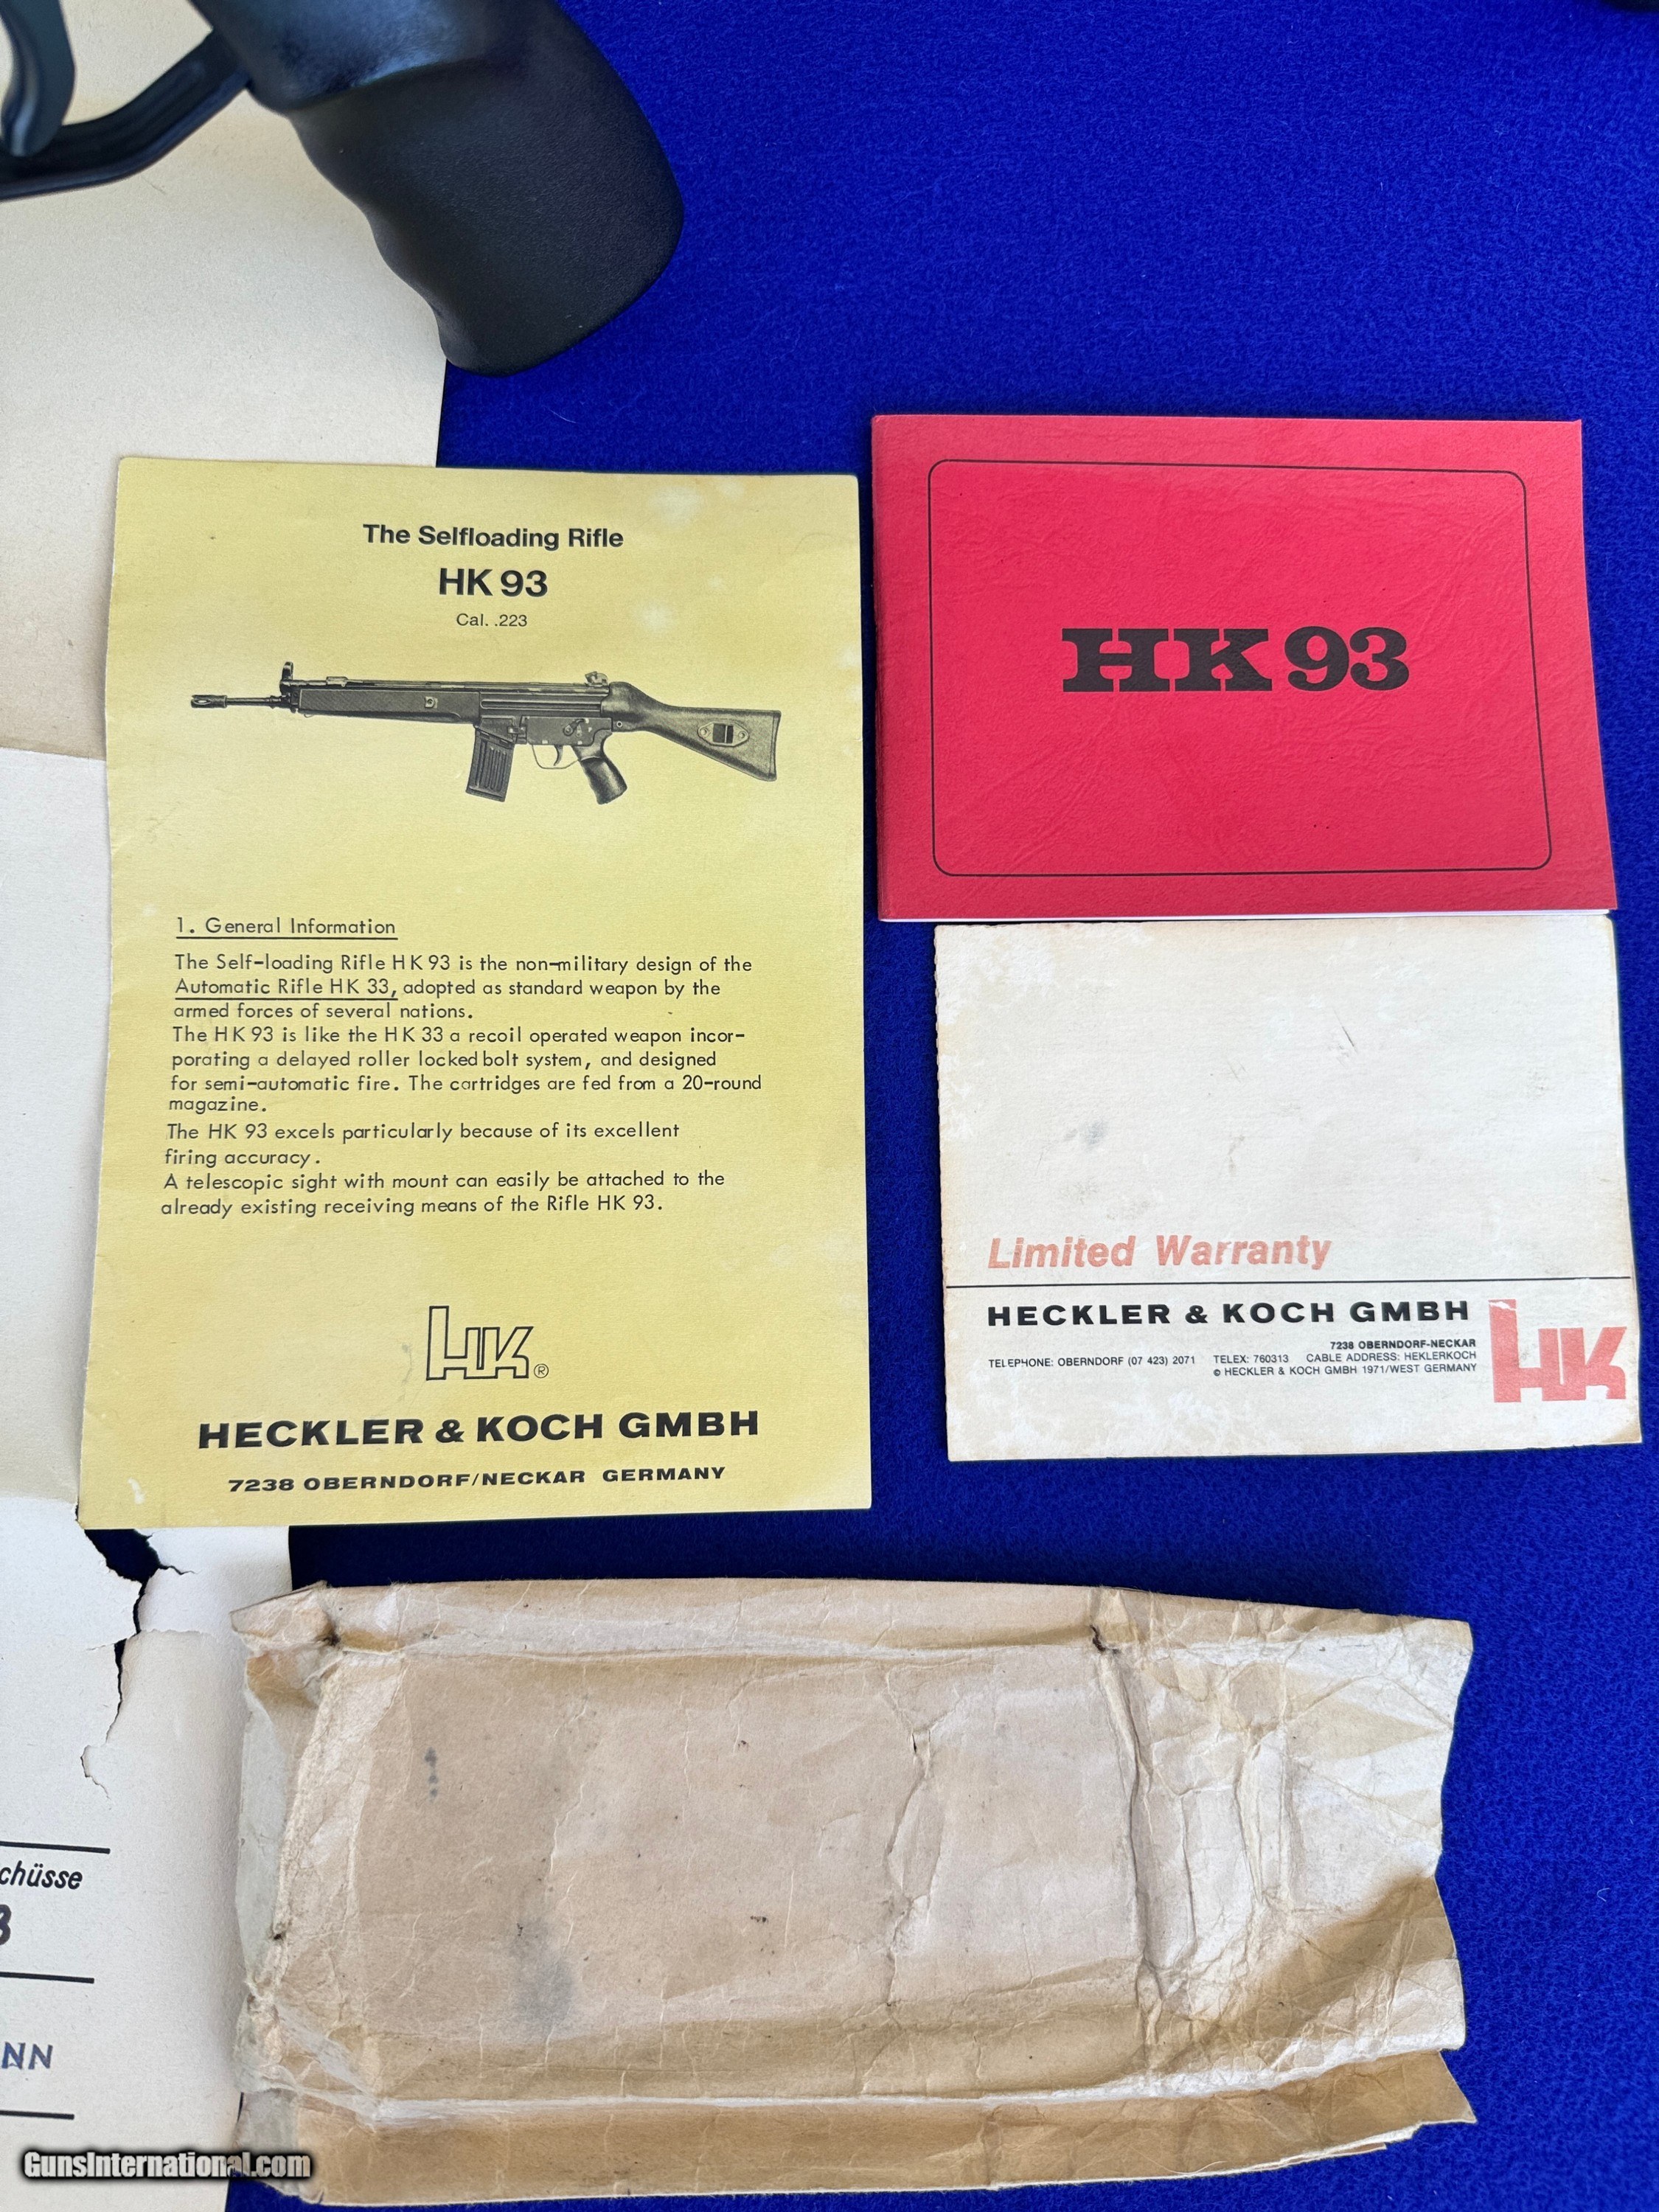 The Selfloading Rifle
HK 93
Cal. .223
1. General Information
The Self-loading Rifle HK 93 is the non-military design of the
Automatic Rifle HK 33, adopted as standard weapon by the
armed forces of several nations.
The HK 93 is like the HK 33 a recoil operated weapon incor-
porating a delayed roller locked bolt system, and designed
for semi-automatic fire. The cartridges are fed from a 20-round
magazine.
The HK 93 excels particularly because of its excellent
firing accuracy.
A telescopic sight with mount can easily be attached to the
already existing receiving means of the Rifle HK 93.
HK®
HECKLER & KOCH GMBH
7238 OBERNDORF/NECKAR GERMANY
HK 93
Limited Warranty
HECKLER & KOCH GMBH
7238 OBERNDORF-NECKAR
TELEPHONE: OBERNDORF (07 423) 2071 TELEX: 760313 CABLE ADDRESS: HEKLERKOCH
© HECKLER & KOCH GMBH 1971/WEST GERMANY
HK
chüsse
NN
GunsInternational.com